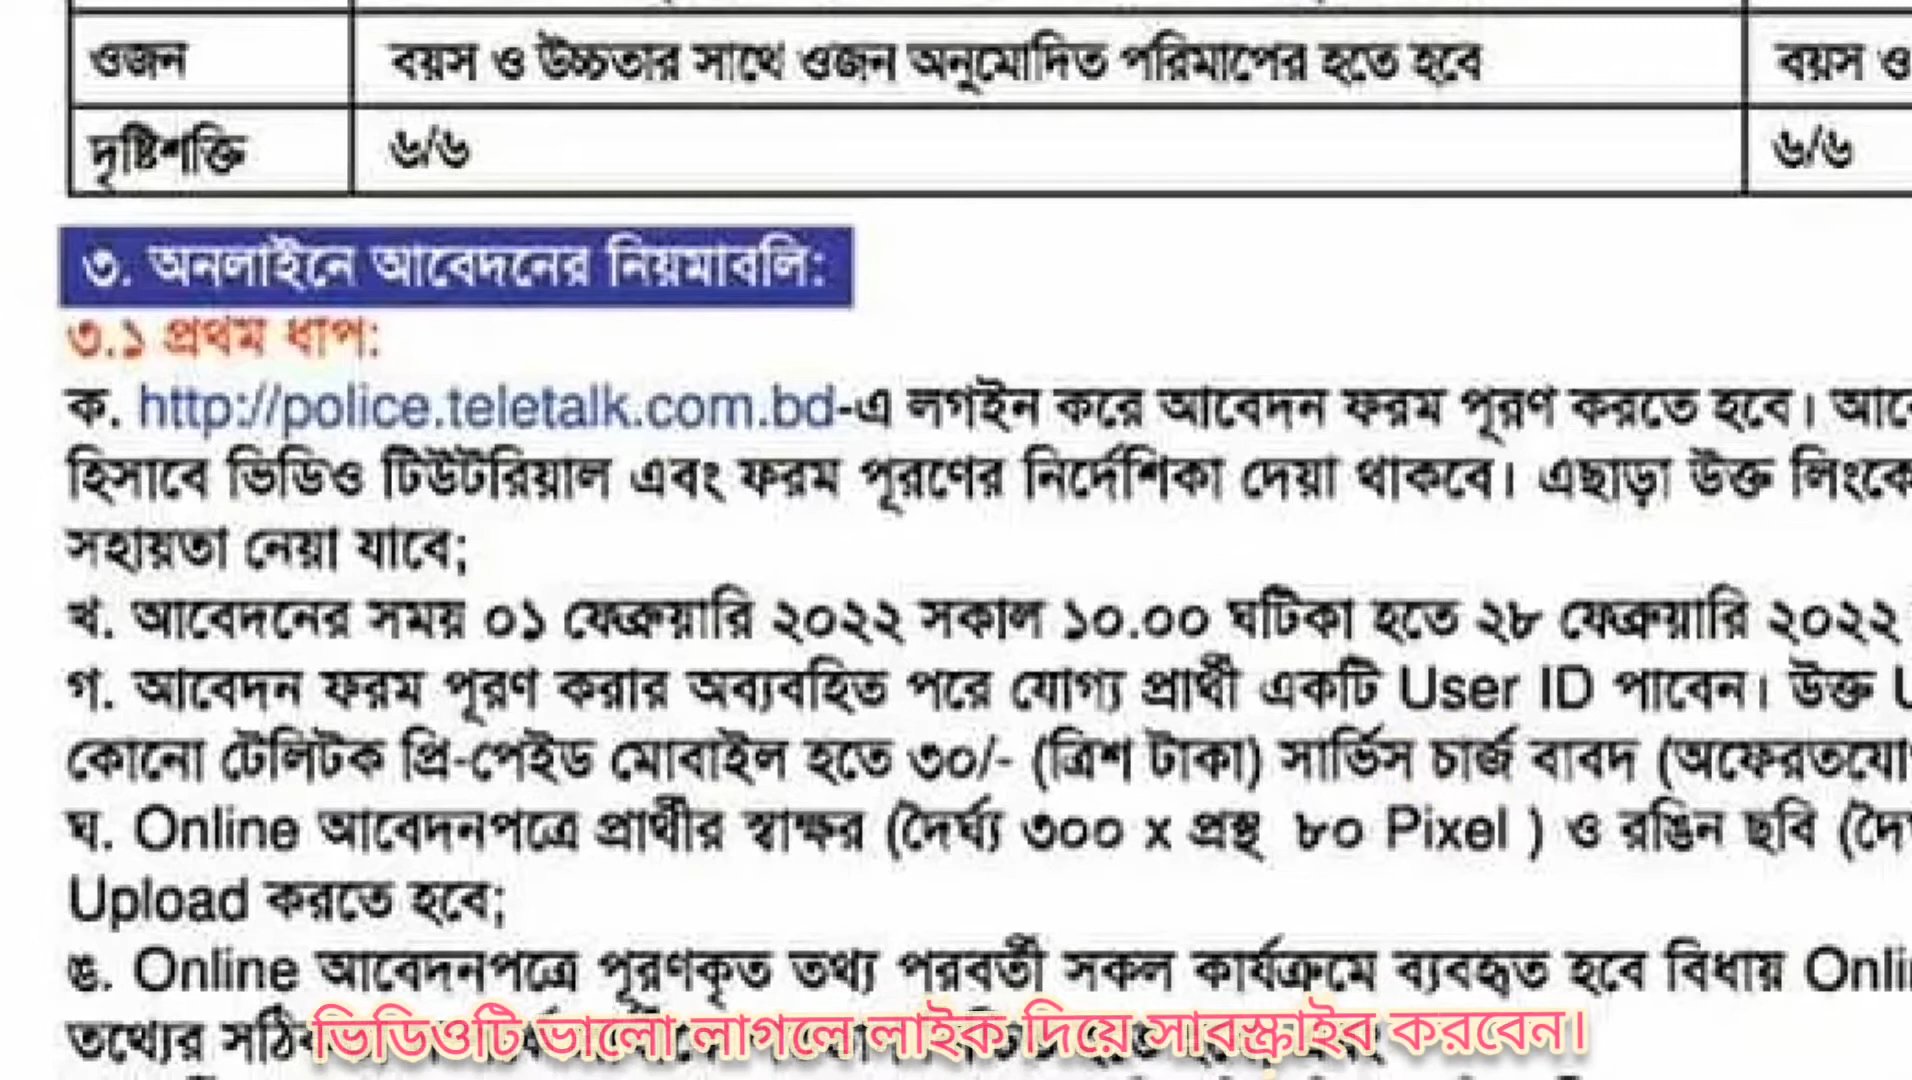 ওজন বয়স ও উচ্চতার সাথে ওজন অনুমোদিত পরিমাপের হতে হবে বয়স ও
দৃষ্টিশক্তি ৬/৬ ৬/৬
৩. অনলাইনে আবেদনের নিয়মাবলি:
৩.১ প্রথম ধাপ:
ক. http://police.teletalk.com.bd-এ লগইন করে আবেদন ফরম পূরণ করতে হবে।
হিসাবে ভিডিও টিউটরিয়াল এবং ফরম পূরণের নির্দেশিকা দেয়া থাকবে। এছাড়া উক্ত লিংকে
সহায়তা নেয়া যাবে;
খ. আবেদনের সময় ০১ ফেব্রুয়ারি ২০২২ সকাল ১০.০০ ঘটিকা হতে ২৮ ফেব্রুয়ারি ২০২২
গ. আবেদন ফরম পূরণ করার অব্যবহিত পরে যোগ্য প্রার্থী একটি User ID পাবেন। উক্ত
কোনো টেলিটক প্রি-পেইড মোবাইল হতে ৩০/- (ত্রিশ টাকা) সার্ভিস চার্জ বাবদ
ঘ. Online আবেদনপত্রে প্রার্থীর স্বাক্ষর (দৈর্ঘ্য ৩০০ x প্রস্থ ৮০ Pixel ) ও রঙিন ছবি
Upload করতে হবে;
ঙ. Online আবেদনপত্রে পূরণকৃত তথ্য পরবর্তী সকল কার্যক্রমে ব্যবহৃত হবে বিধায়
তথ্যের
ভিডিওটি ভালো লাগলে লাইক দিয়ে সাবস্ক্রাইব করবেন।